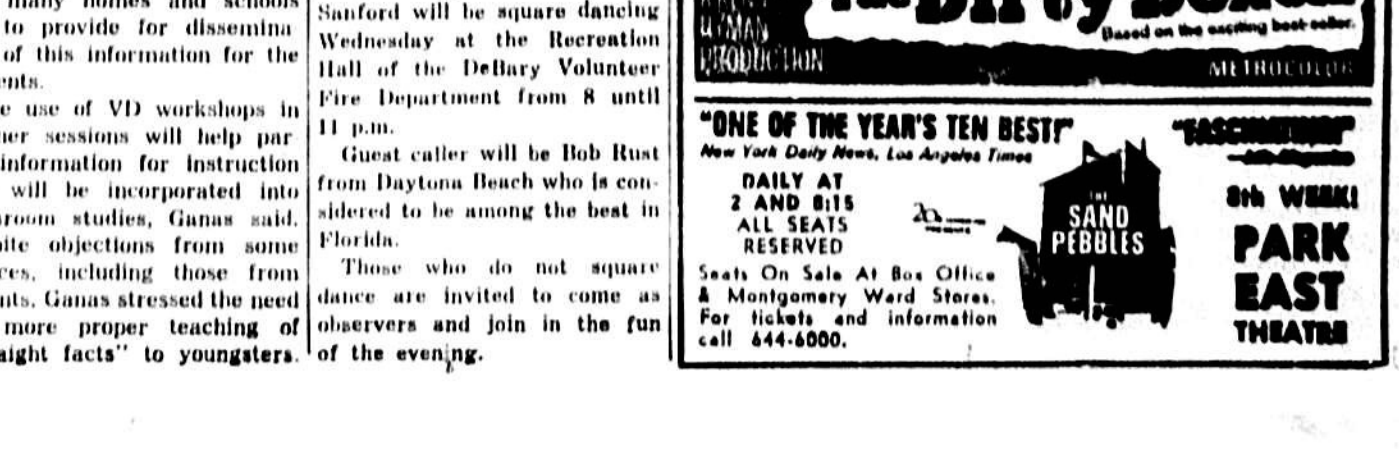 many homes and schools
to provide for dissemina
of this information for the
ents.
e use of VD workshops in
ner sessions will help par-
information for instruction
will be incorporated into
room studies, Ganas said.
ite objections from some
ces, including those from
nts, Ganas stressed the need
more proper teaching of
aight facts" to youngsters.
Sanford will be square dancing
Wednesday at the Recreation
Hall of the DeBary Volunteer
Fire Department from 8 until
11 p.m.
Guest caller will be Bob Rust
from Daytona Beach who is con-
sidered to be among the best in
Florida.
Those who do not square
dance are invited to come as
observers and join in the fun
of the evening.
Based on the exciting best-seller.
PRODUCTION
METROCOLOR
"ONE OF THE YEAR'S TEN BEST!"
New York Daily News, Los Angeles Times
DAILY AT
2 AND 8:15
ALL SEATS
RESERVED
Seats On Sale At Box Office
& Montgomery Ward Stores.
For tickets and information
call 644-6000.
THE
SAND
PEBBLES
"FASCINATING!"
8th WEEK!
PARK
EAST
THEATRE